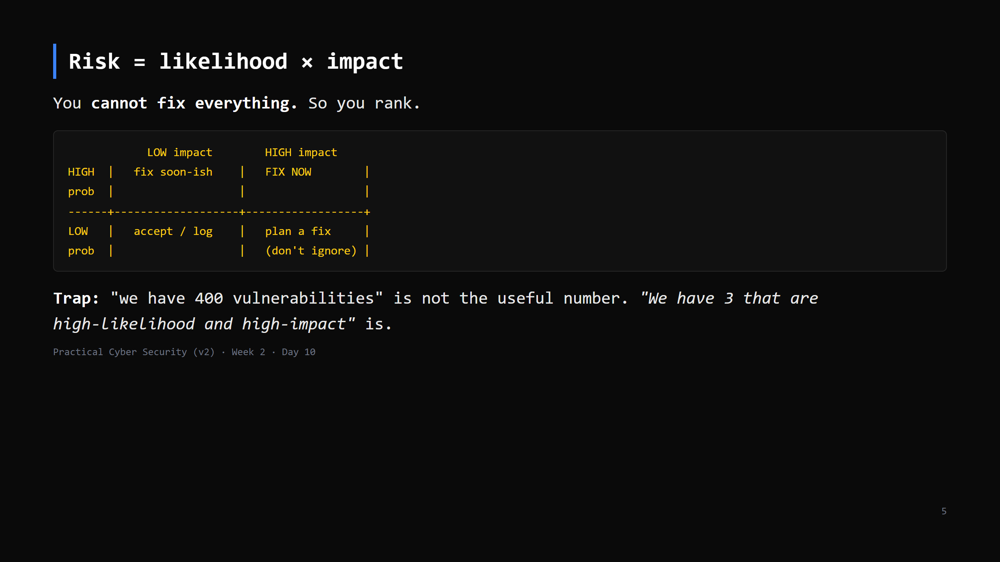 Risk = likelihood × impact
You cannot fix everything. So you rank.
            LOW impact        HIGH impact
HIGH  |   fix soon-ish    |   FIX NOW        |
prob  |                   |                  |
------+-------------------+------------------+
LOW   |   accept / log    |   plan a fix     |
prob  |                   |   (don't ignore) |
Trap: "we have 400 vulnerabilities" is not the useful number. "We have 3 that are
high-likelihood and high-impact" is.
Practical Cyber Security (v2) · Week 2 · Day 10
5